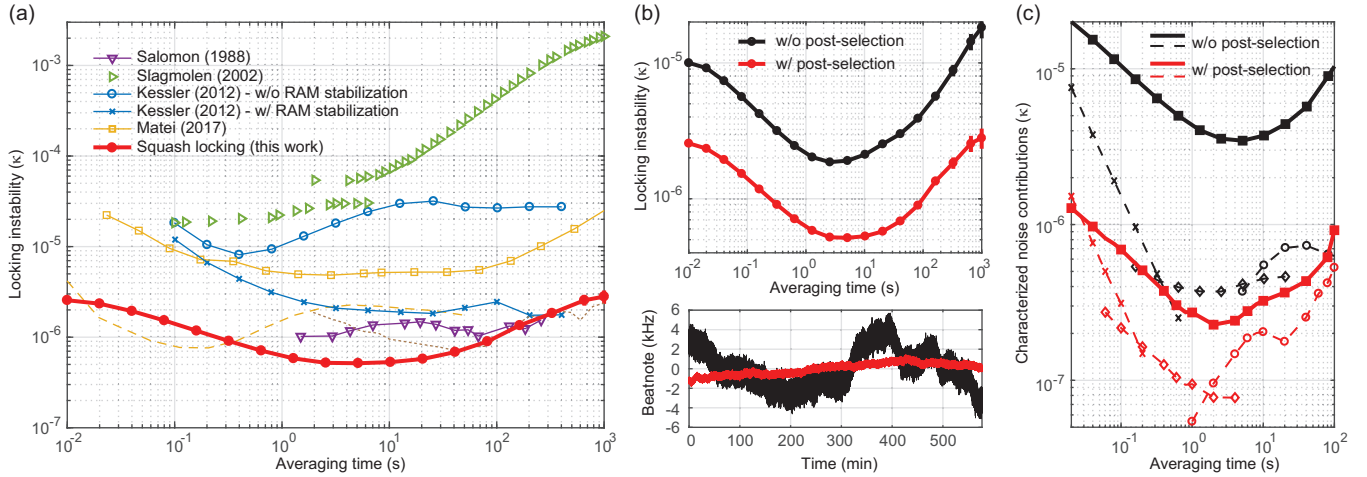 (a)
Locking instability (κ)
10^-3
10^-4
10^-5
10^-6
10^-7
Salomon (1988)
Slagmolen (2002)
Kessler (2012) - w/o RAM stabilization
Kessler (2012) - w/ RAM stabilization
Matei (2017)
Squash locking (this work)
10^-2 10^-1 10^0 10^1 10^2 10^3
Averaging time (s)
(b)
Locking instability (κ)
10^-5
10^-6
w/o post-selection
w/ post-selection
10^-2 10^-1 10^0 10^1 10^2 10^3
Averaging time (s)
Beatnote (kHz)
6
4
2
0
-2
-4
-6
0 100 200 300 400 500
Time (min)
(c)
Characterized noise contributions (κ)
10^-5
10^-6
10^-7
w/o post-selection
w/ post-selection
10^-1 10^0 10^1 10^2
Averaging time (s)